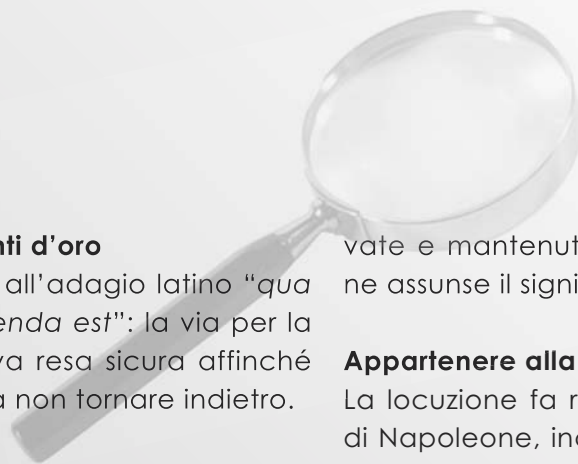 nti d’oro
all’adagio latino “qua
enda est”: la via per la
va resa sicura affinché
a non tornare indietro.
vate e mantenut
ne assunse il signi
Appartenere alla
La locuzione fa r
di Napoleone, inc